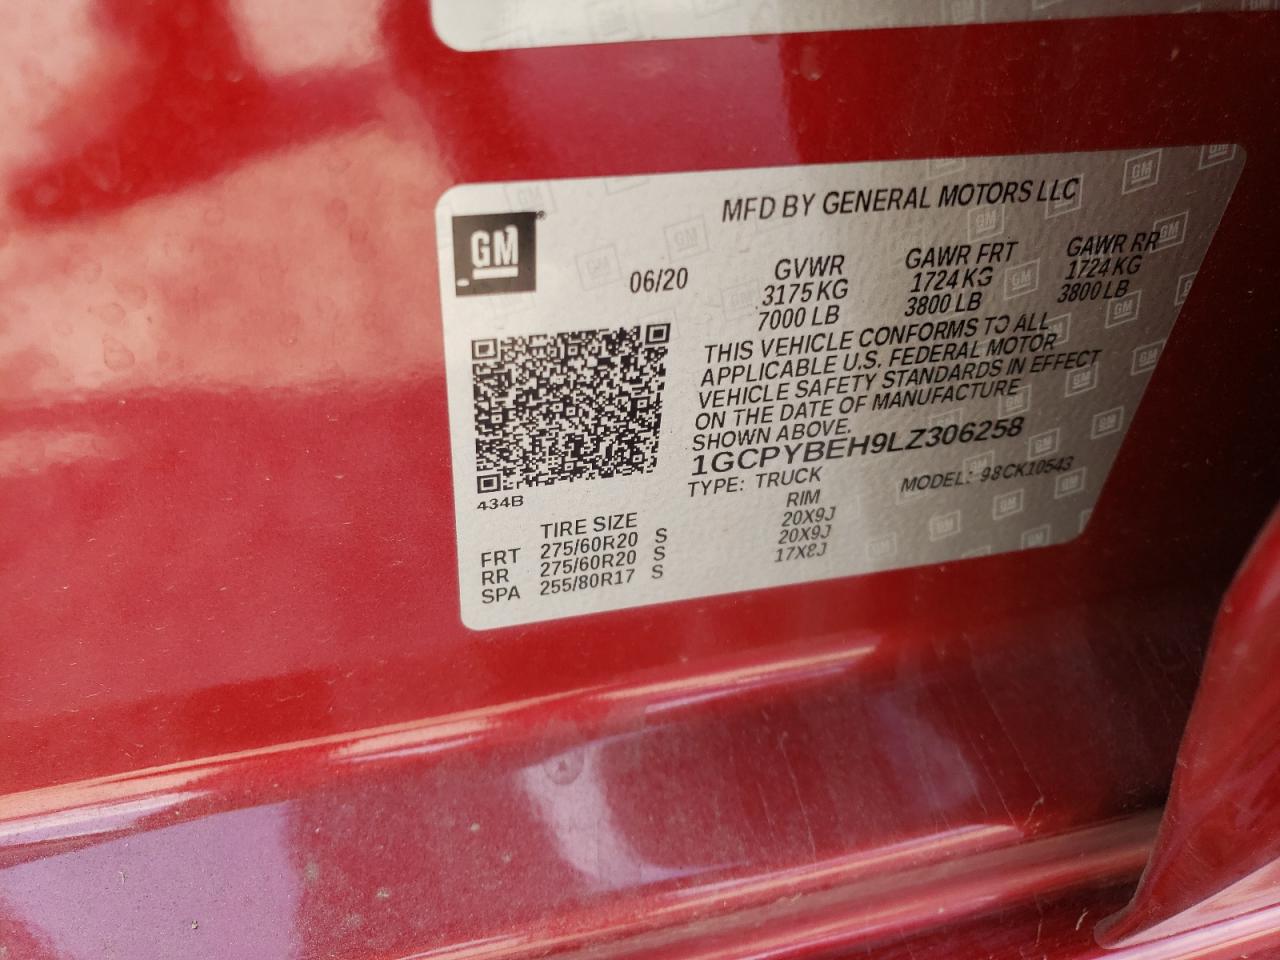 GM
MFD BY GENERAL MOTORS LLC
06/20
GVWR GAWR FRT GAWR RR
3175 KG 1724 KG 1724 KG
7000 LB 3800 LB 3800 LB
THIS VEHICLE CONFORMS TO ALL
APPLICABLE U.S. FEDERAL MOTOR
VEHICLE SAFETY STANDARDS IN EFFECT
ON THE DATE OF MANUFACTURE
SHOWN ABOVE.
1GCPYBEH9LZ306258
TYPE: TRUCK MODEL: 98CK10543
434B
TIRE SIZE RIM
FRT 275/60R20 S 20X9J
RR 275/60R20 S 20X9J
SPA 255/80R17 S 17X8J